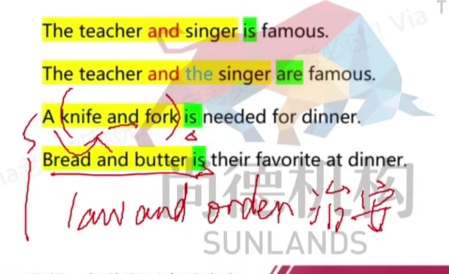 The teacher and singer is famous.
The teacher and the singer are famous.
A knife and fork is needed for dinner.
Bread and butter is their favorite at dinner.
law and order 治安
同德机构
SUNLANDS